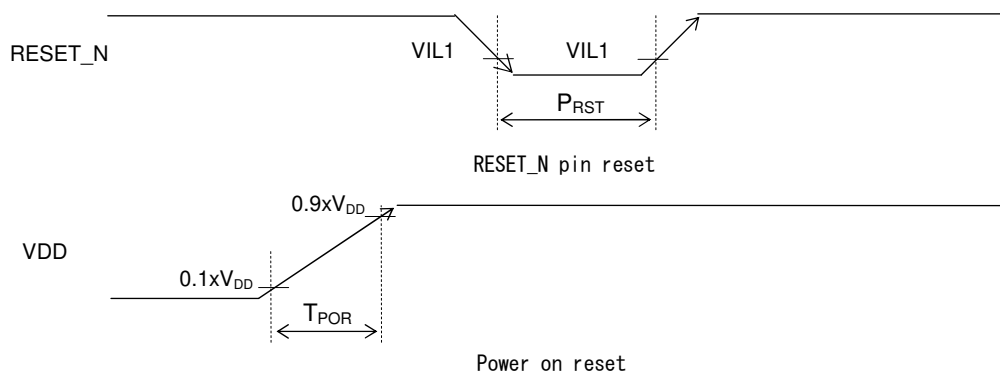 RESET_N
VIL1
VIL1
PRST
RESET_N pin reset
0.9xVDD
VDD
0.1xVDD
TPOR
Power on reset